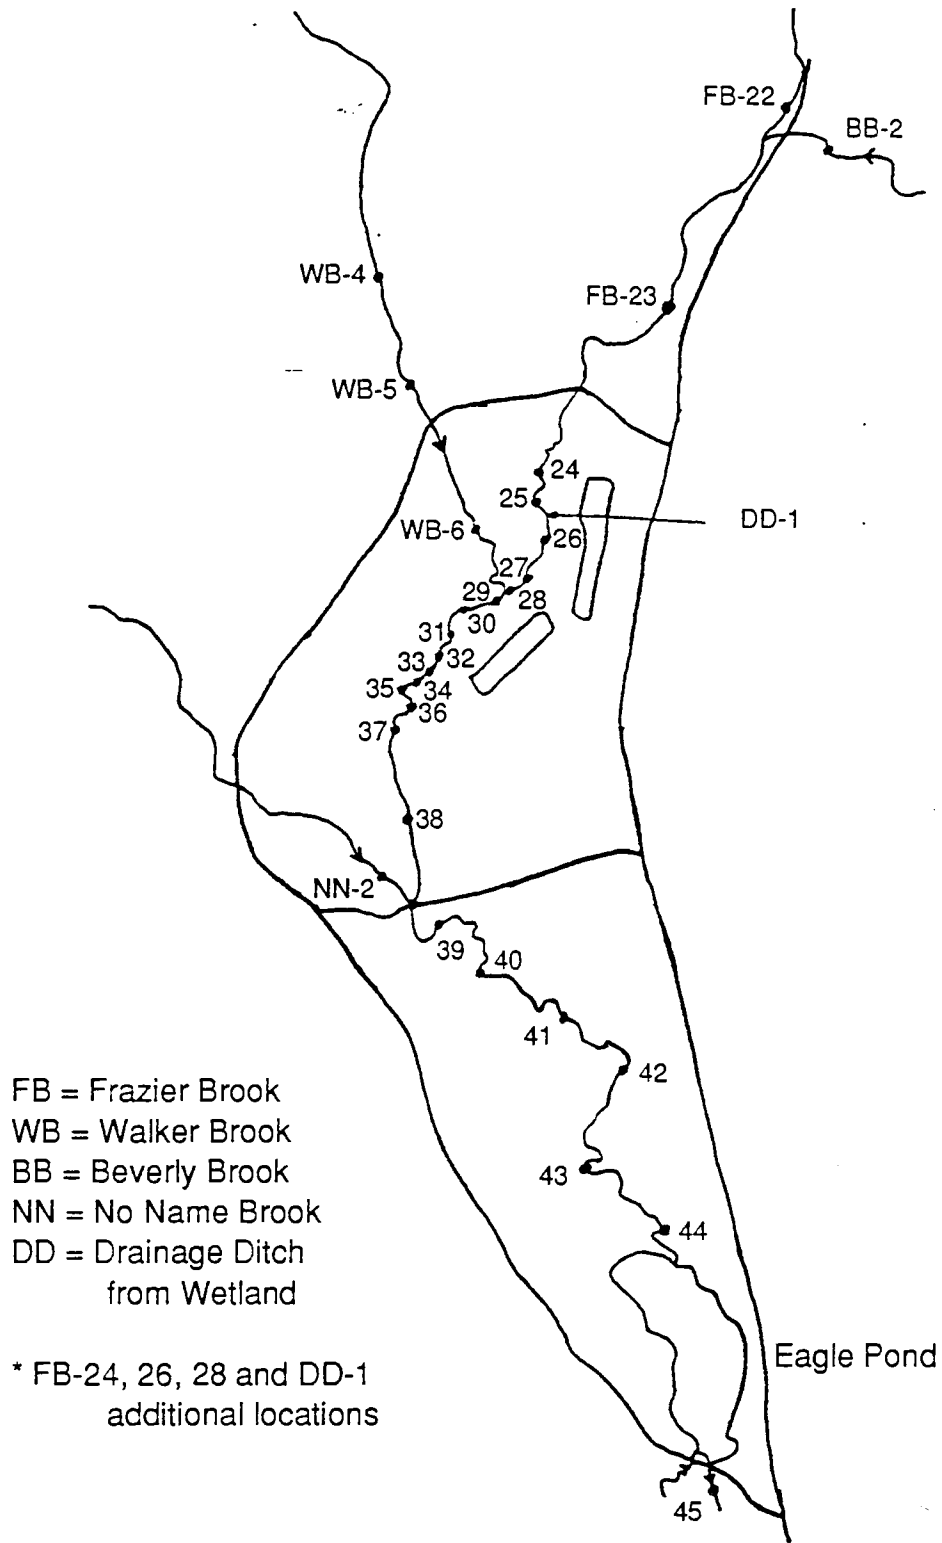 FB-22
BB-2
WB-4
FB-23
WB-5
24
25
DD-1
WB-6
26
27
29
28
30
31
32
33
34
35
36
37
38
NN-2
39
40
41
42
FB = Frazier Brook
WB = Walker Brook
BB = Beverly Brook
NN = No Name Brook
DD = Drainage Ditch
from Wetland
43
44
Eagle Pond
* FB-24, 26, 28 and DD-1
additional locations
45